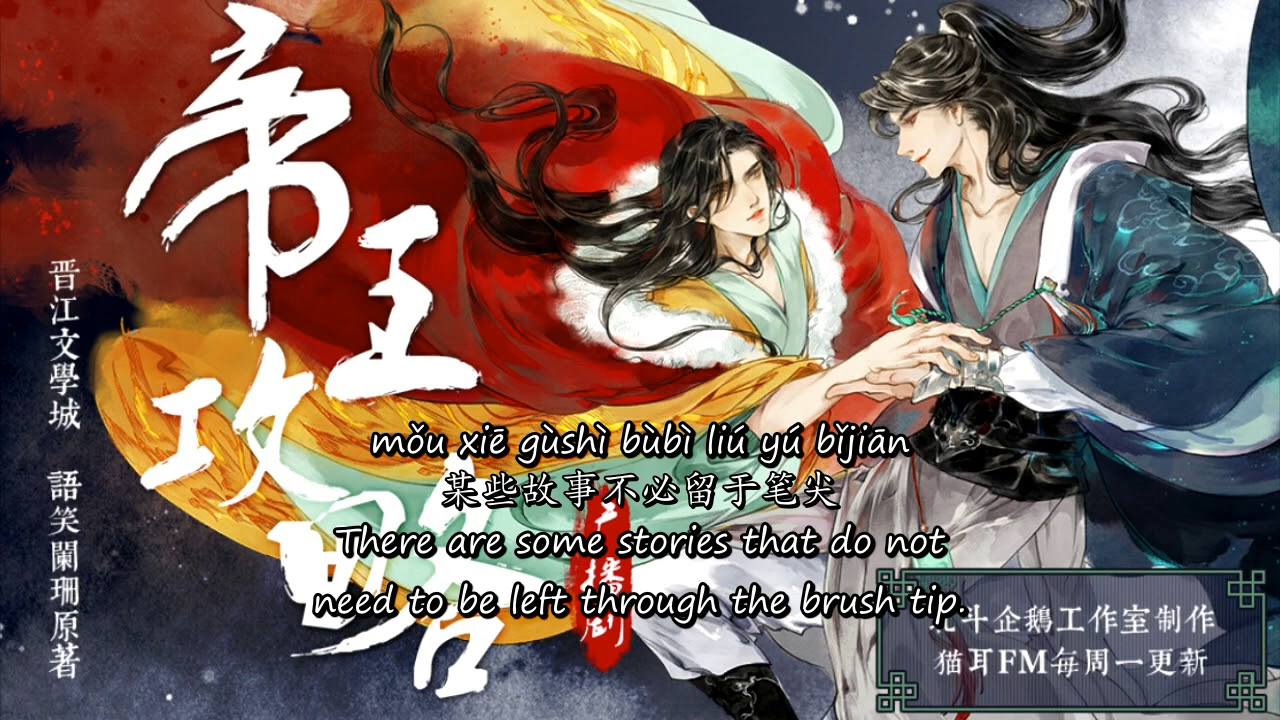 帝王攻略
晋江文學城 語笑闌珊原著
mǒu xiē gùshì bùbì liú yú bǐjiān
某些故事不必留于笔尖
There are some stories that do not
need to be left through the brush tip.
播剧
斗企鹅工作室制作
猫耳FM每周一更新